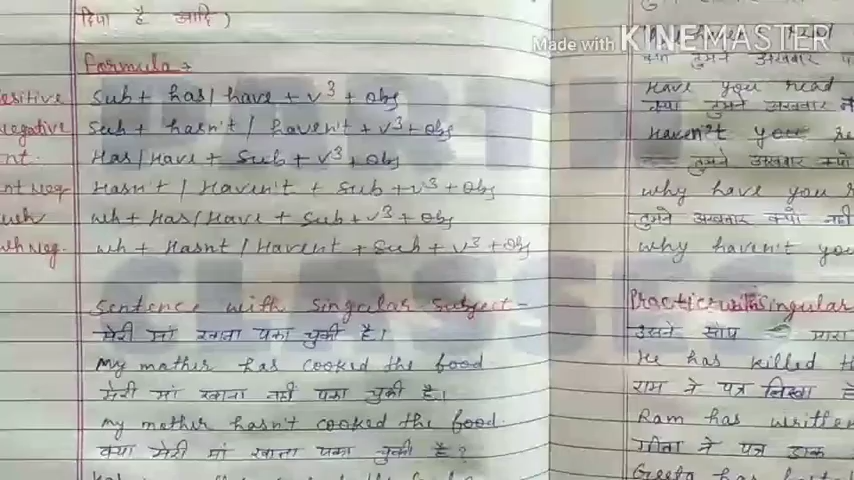 दिया है आदि)
Formula →
Positive Sub + has / have + v³ + Obj
Negative Sub + hasn't / haven't + v³ + Obj
Int. Has / Have + Sub + v³ + Obj
Int Neg Hasn't / Haven't + Sub + v³ + Obj
wh wh + Has / Have + Sub + v³ + Obj
wh Neg. wh + Hasnt / Havent + Sub + v³ + Obj
Sentence with Singular Subject -
मेरी मां खाना पका चुकी है।
My mother has cooked the food
मेरी मां खाना नहीं पका चुकी है।
My mother hasn't cooked the food.
क्या मेरी मां खाना पका चुकी है?
Made with KINEMASTER
क्या तुमने अखबार
Have you read
क्या तुमने अखबार
Haven't you
तुमने अखबार क्यों
why have you
तुमने अखबार क्यों नहीं
why haven't you
Practice with Singular
उसने सांप मारा
He has killed
राम ने पत्र लिखा
Ram has written
गीता ने पत्र डाक
Geeta has
CLASSES